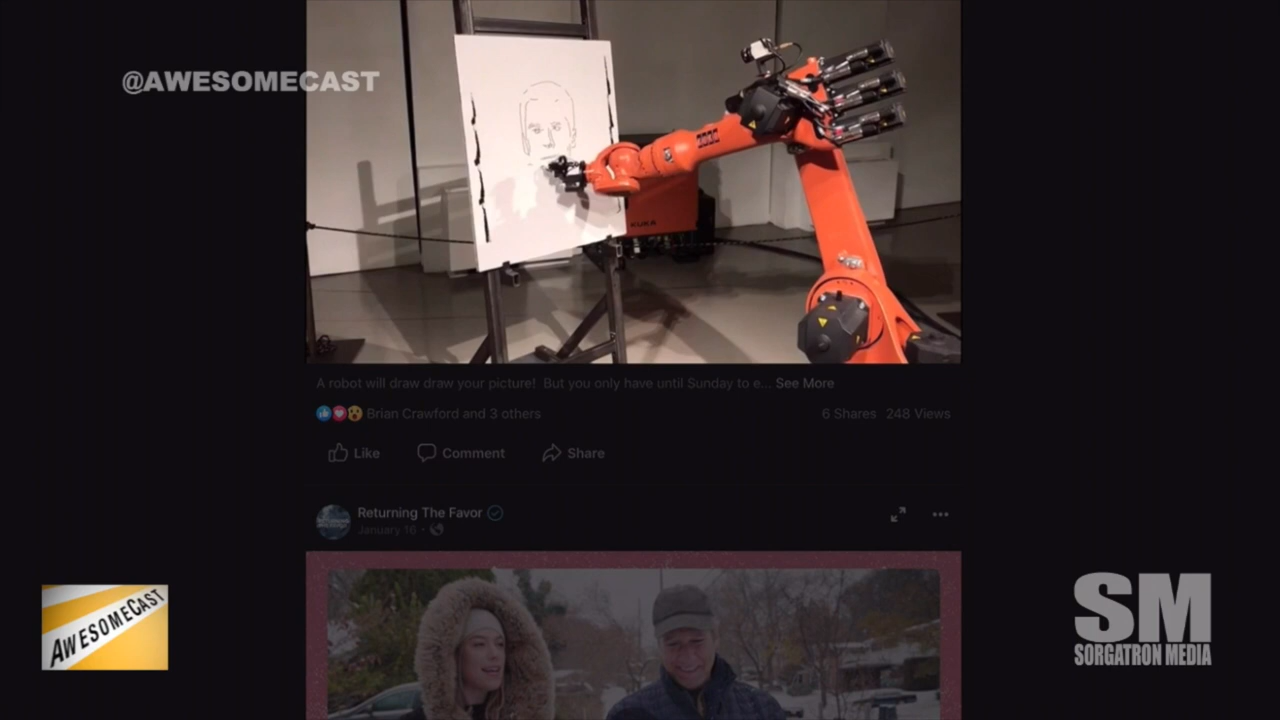 @AWESOMECAST
KUKA
A robot will draw draw your picture! But you only have until Sunday to e... See More
Brian Crawford and 3 others
6 Shares 248 Views
Like Comment Share
Returning The Favor
January 16
AWESOMECAST
SM
SORGATRON MEDIA